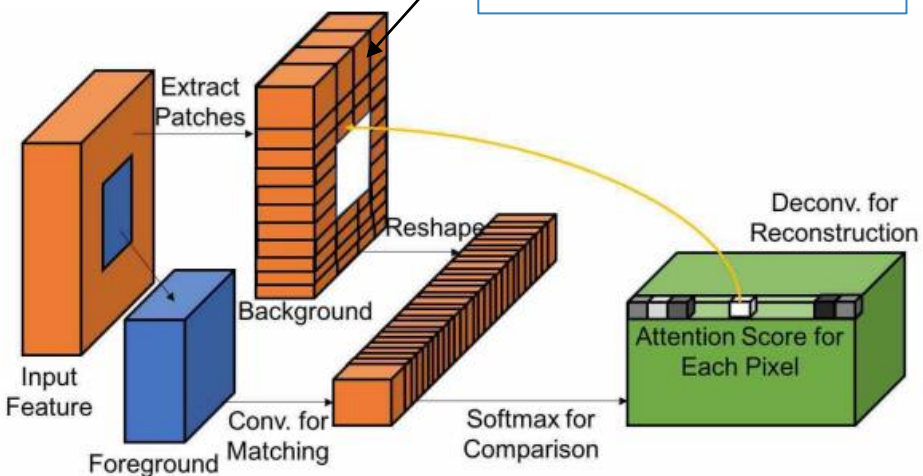 Extract
Patches
Input
Feature
Background
Foreground
Reshape
Conv. for
Matching
Softmax for
Comparison
Deconv. for
Reconstruction
Attention Score for
Each Pixel